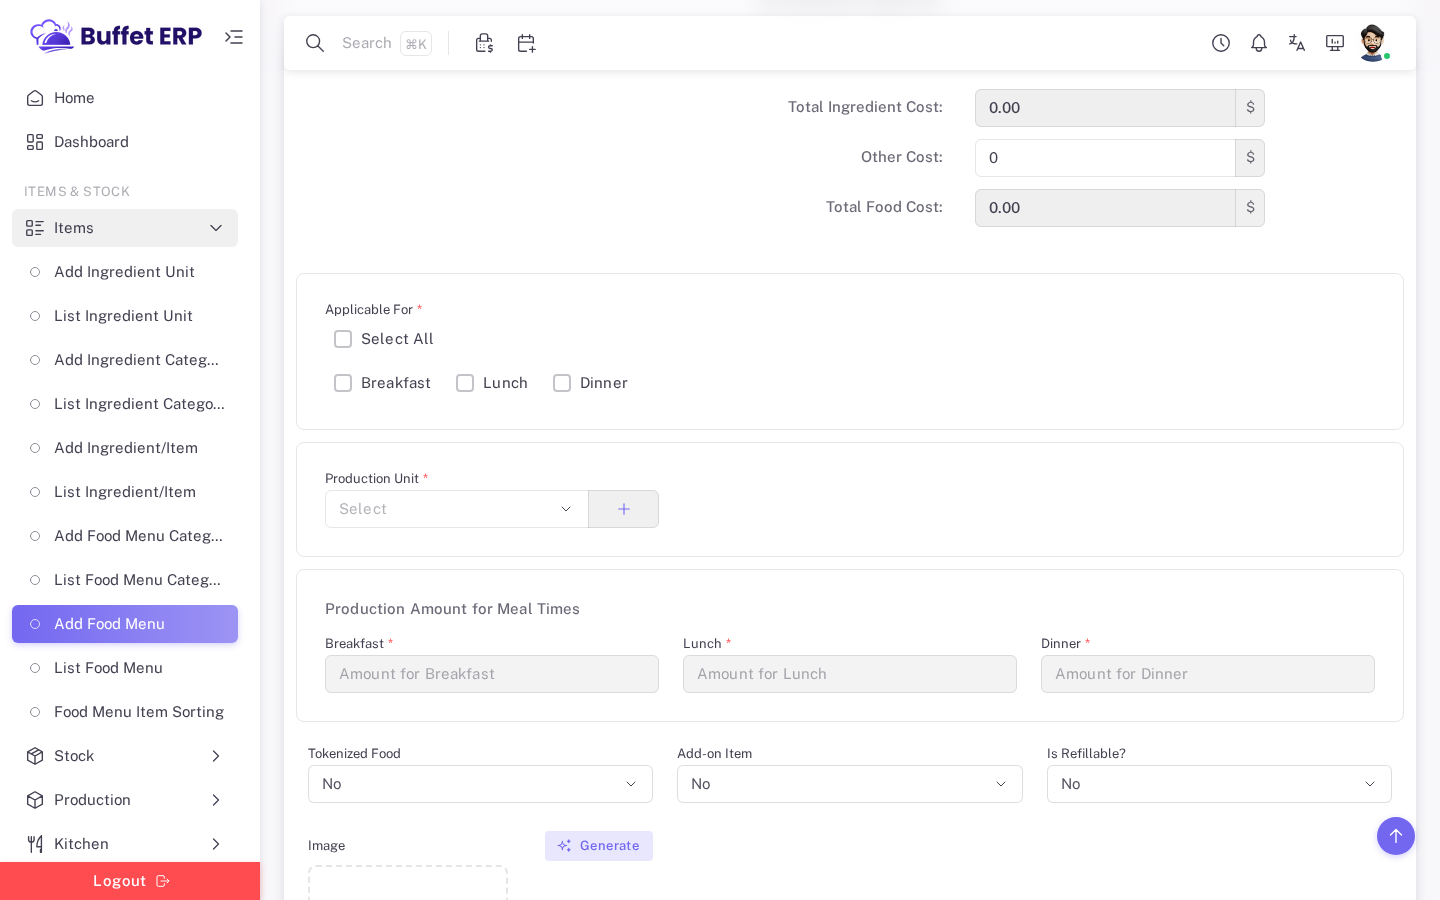 Buffet ERP
Search ⌘K
Home
Dashboard
ITEMS & STOCK
Items
Add Ingredient Unit
List Ingredient Unit
Add Ingredient Categ...
List Ingredient Catego...
Add Ingredient/Item
List Ingredient/Item
Add Food Menu Categ...
List Food Menu Categ...
Add Food Menu
List Food Menu
Food Menu Item Sorting
Stock
Production
Kitchen
Logout
Total Ingredient Cost: 0.00 $
Other Cost: 0 $
Total Food Cost: 0.00 $
Applicable For *
Select All
Breakfast Lunch Dinner
Production Unit *
Select +
Production Amount for Meal Times
Breakfast * Lunch * Dinner *
Amount for Breakfast Amount for Lunch Amount for Dinner
Tokenized Food Add-on Item Is Refillable?
No No No
Image Generate